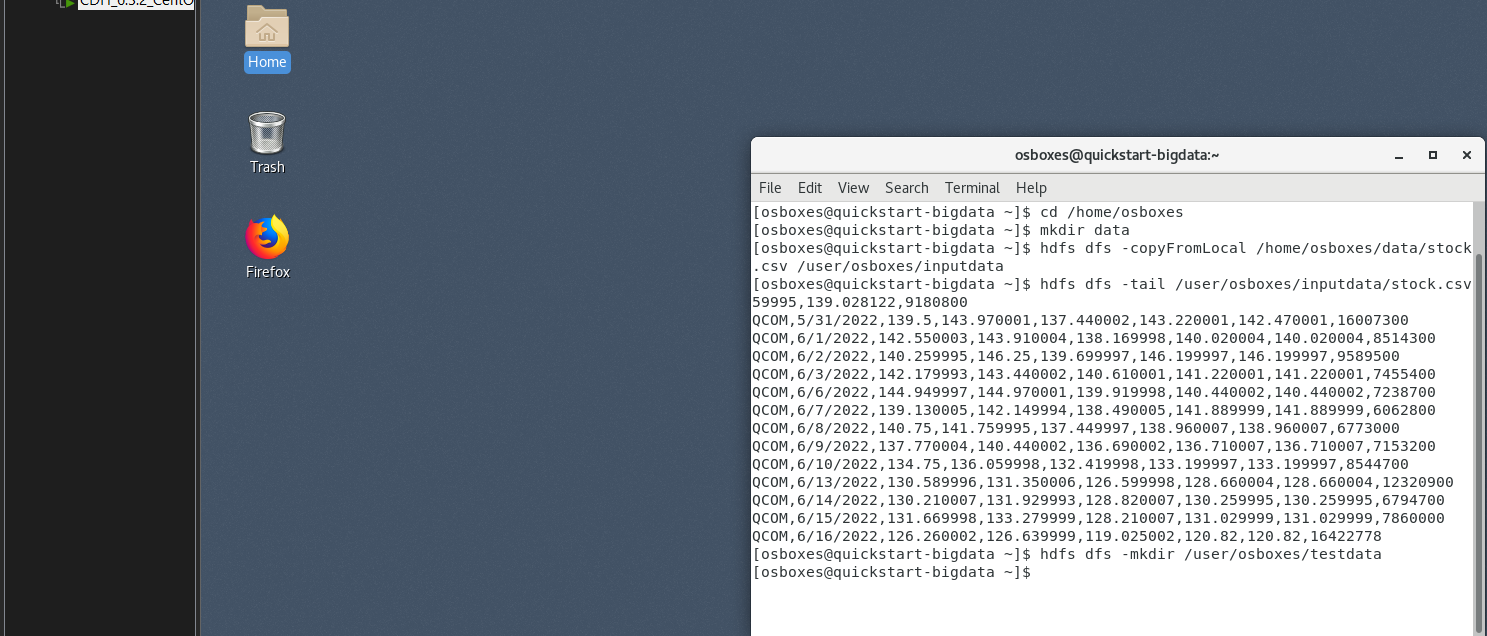 CDH_6.3.2_CentO
Home
Trash
Firefox
osboxes@quickstart-bigdata:~
File Edit View Search Terminal Help
[osboxes@quickstart-bigdata ~]$ cd /home/osboxes
[osboxes@quickstart-bigdata ~]$ mkdir data
[osboxes@quickstart-bigdata ~]$ hdfs dfs -copyFromLocal /home/osboxes/data/stock
.csv /user/osboxes/inputdata
[osboxes@quickstart-bigdata ~]$ hdfs dfs -tail /user/osboxes/inputdata/stock.csv
59995,139.028122,9180800
QCOM,5/31/2022,139.5,143.970001,137.440002,143.220001,142.470001,16007300
QCOM,6/1/2022,142.550003,143.910004,138.169998,140.020004,140.020004,8514300
QCOM,6/2/2022,140.259995,146.25,139.699997,146.199997,146.199997,9589500
QCOM,6/3/2022,142.179993,143.440002,140.610001,141.220001,141.220001,7455400
QCOM,6/6/2022,144.949997,144.970001,139.919998,140.440002,140.440002,7238700
QCOM,6/7/2022,139.130005,142.149994,138.490005,141.889999,141.889999,6062800
QCOM,6/8/2022,140.75,141.759995,137.449997,138.960007,138.960007,6773000
QCOM,6/9/2022,137.770004,140.440002,136.690002,136.710007,136.710007,7153200
QCOM,6/10/2022,134.75,136.059998,132.419998,133.199997,133.199997,8544700
QCOM,6/13/2022,130.589996,131.350006,126.599998,128.660004,128.660004,12320900
QCOM,6/14/2022,130.210007,131.929993,128.820007,130.259995,130.259995,6794700
QCOM,6/15/2022,131.669998,133.279999,128.210007,131.029999,131.029999,7860000
QCOM,6/16/2022,126.260002,126.639999,119.025002,120.82,120.82,16422778
[osboxes@quickstart-bigdata ~]$ hdfs dfs -mkdir /user/osboxes/testdata
[osboxes@quickstart-bigdata ~]$